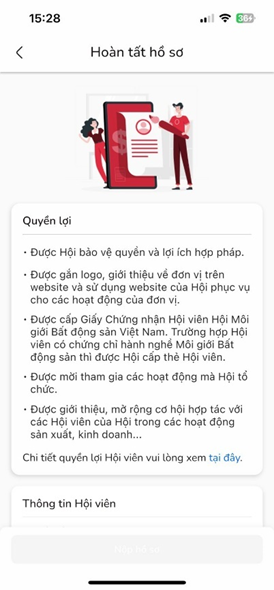 15:28
36
Hoàn tất hồ sơ
Quyền lợi
• Được Hội bảo vệ quyền và lợi ích hợp pháp.
• Được gắn logo, giới thiệu về đơn vị trên
website và sử dụng website của Hội phục vụ
cho các hoạt động của đơn vị.
• Được cấp Giấy Chứng nhận Hội viên Hội Môi
giới Bất động sản Việt Nam. Trường hợp Hội
viên có chứng chỉ hành nghề Môi giới Bất
động sản thì được Hội cấp thẻ Hội viên.
• Được mời tham gia các hoạt động mà Hội tổ
chức.
• Được giới thiệu, mở rộng cơ hội hợp tác với
các Hội viên của Hội trong các hoạt động
sản xuất, kinh doanh...
Chi tiết quyền lợi Hội viên vui lòng xem tại đây.
Thông tin Hội viên